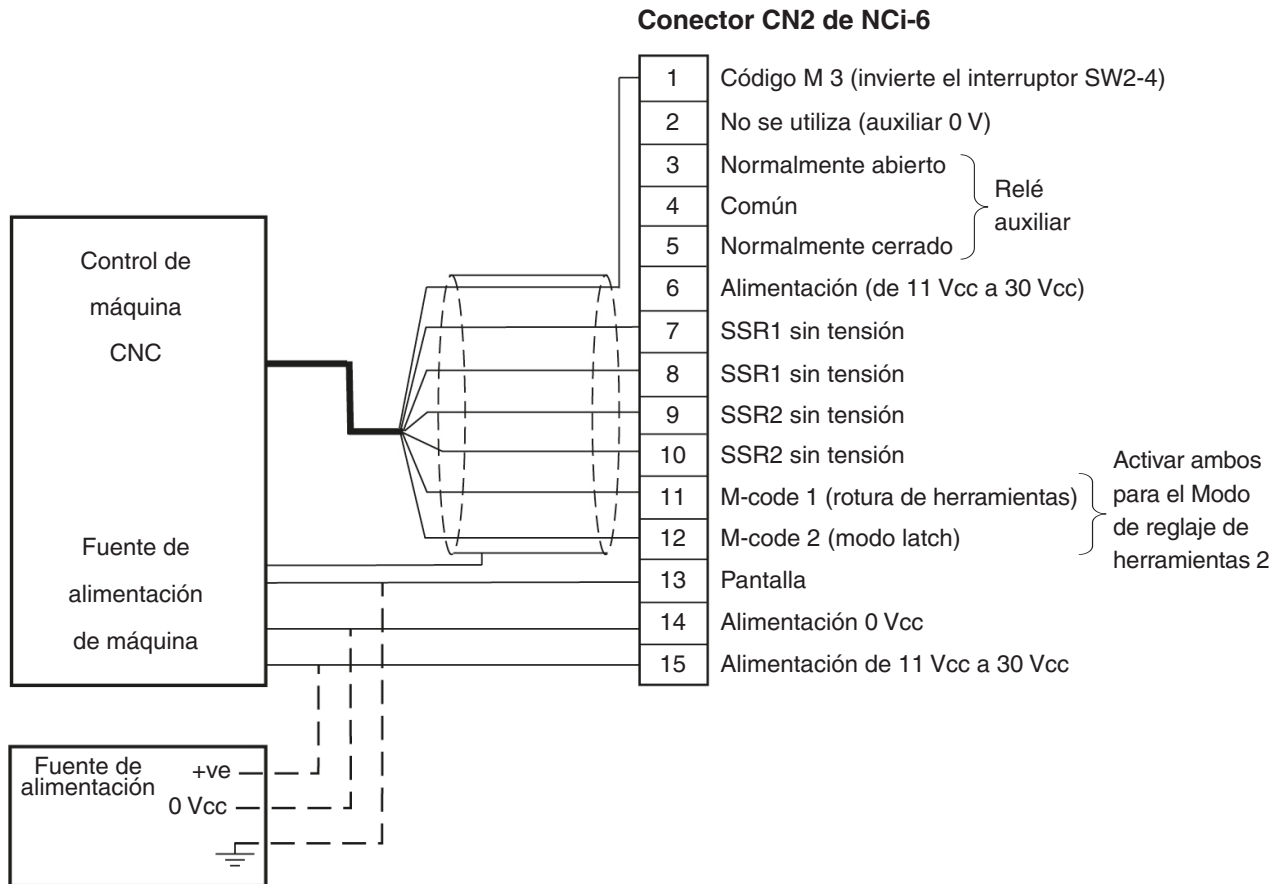 Conector CN2 de NCi-6
1 Código M 3 (invierte el interruptor SW2-4)
2 No se utiliza (auxiliar 0 V)
3 Normalmente abierto
4 Común
5 Normalmente cerrado
Relé
auxiliar
6 Alimentación (de 11 Vcc a 30 Vcc)
7 SSR1 sin tensión
8 SSR1 sin tensión
9 SSR2 sin tensión
10 SSR2 sin tensión
11 M-code 1 (rotura de herramientas)
12 M-code 2 (modo latch)
Activar ambos
para el Modo
de reglaje de
herramientas 2
13 Pantalla
14 Alimentación 0 Vcc
15 Alimentación de 11 Vcc a 30 Vcc
Control de
máquina
CNC
Fuente de
alimentación
de máquina
Fuente de
alimentación
+ve
0 Vcc